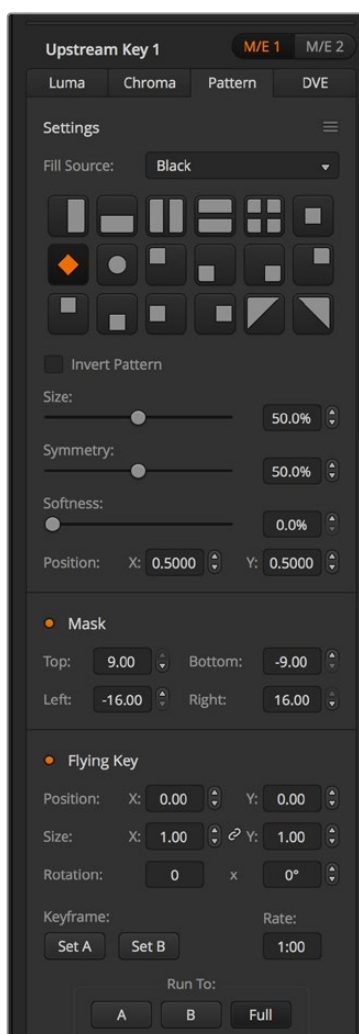 Upstream Key 1 M/E 1 M/E 2
Luma Chroma Pattern DVE
Settings
Fill Source: Black
Invert Pattern
Size:
50.0%
Symmetry:
50.0%
Softness:
0.0%
Position: X: 0.5000 Y: 0.5000
Mask
Top: 9.00 Bottom: -9.00
Left: -16.00 Right: 16.00
Flying Key
Position: X: 0.00 Y: 0.00
Size: X: 1.00 Y: 1.00
Rotation: 0 x 0°
Keyframe: Rate:
Set A Set B 1:00
Run To:
A B Full